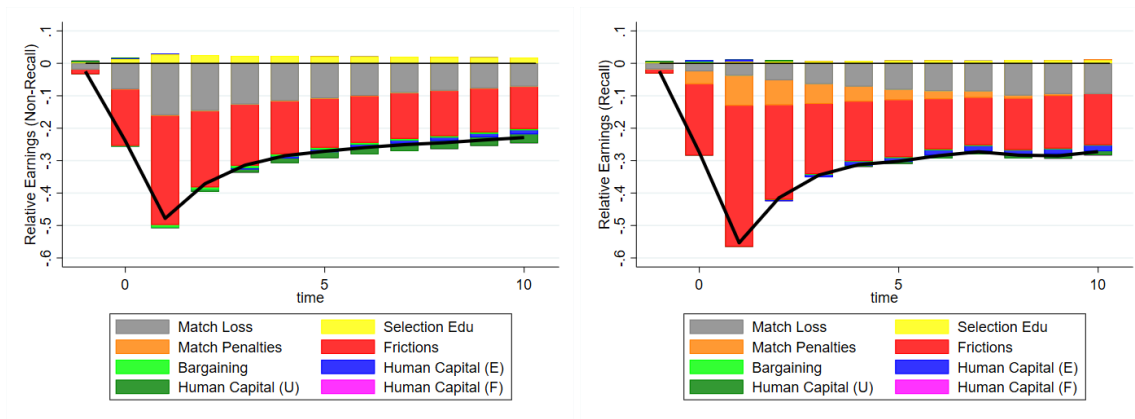 Relative Earnings (Non-Recall)
.1
0
-.1
-.2
-.3
-.4
-.5
-.6
0
5
10
time
Match Loss
Selection Edu
Match Penalties
Frictions
Bargaining
Human Capital (E)
Human Capital (U)
Human Capital (F)
Relative Earnings (Recall)
.1
0
-.1
-.2
-.3
-.4
-.5
-.6
0
5
10
time
Match Loss
Selection Edu
Match Penalties
Frictions
Bargaining
Human Capital (E)
Human Capital (U)
Human Capital (F)